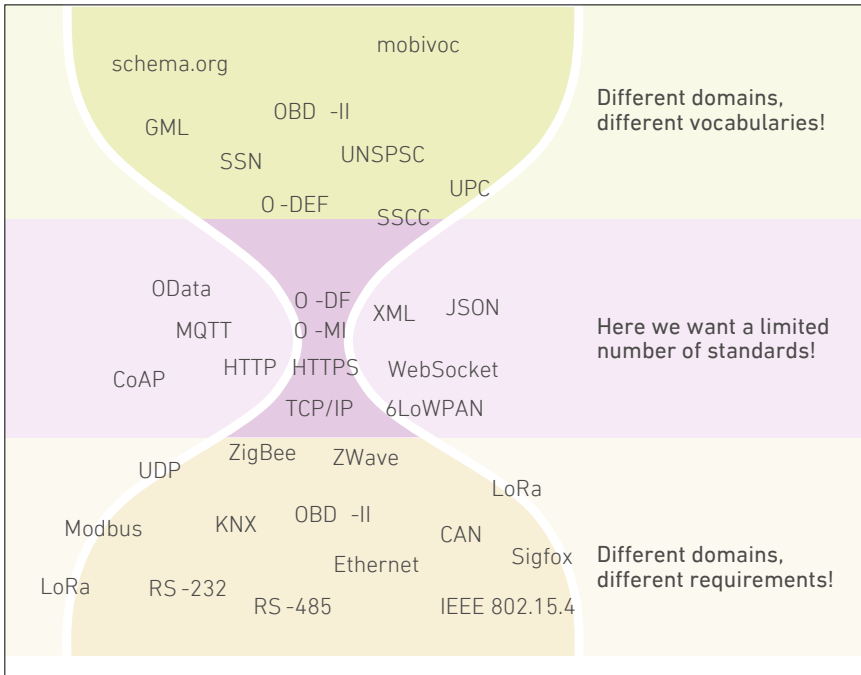 mobivoc
schema.org
OBD -II
GML
SSN
UNSPSC
UPC
O -DEF
SSCC
Different domains,
different vocabularies!
OData
O -DF
XML
JSON
MQTT
O -MI
HTTP
HTTPS
WebSocket
CoAP
TCP/IP
6LoWPAN
Here we want a limited
number of standards!
ZigBee
ZWave
UDP
LoRa
Modbus
KNX
OBD -II
CAN
Ethernet
Sigfox
LoRa
RS -232
RS -485
IEEE 802.15.4
Different domains,
different requirements!